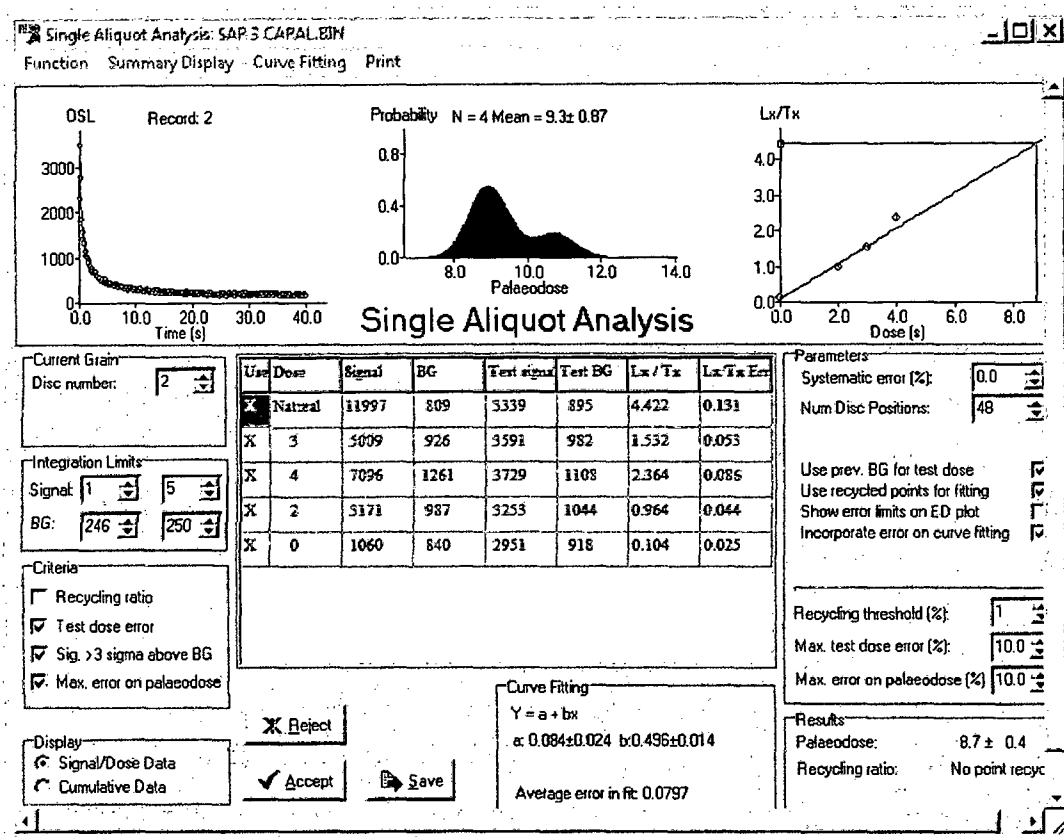 Single Aliquot Analysis: SAP 3 CAPAL.BIN
Function Summary Display Curve Fitting Print
OSL
Record: 2
3000
2000
1000
0
0.0 10.0 20.0 30.0 40.0
Time (s)
Probability N = 4 Mean = 9.3± 0.87
0.8
0.4
0.0
8.0 10.0 12.0 14.0
Palaeodose
Lx/Tx
4.0
3.0
2.0
1.0
0.0
0.0 2.0 4.0 6.0 8.0
Dose (s)
Single Aliquot Analysis
Current Grain
Disc number: 2
Integration Limits
Signal: 1 5
BG: 246 250
Criteria
Recycling ratio
Test dose error
Sig. >3 sigma above BG
Max. error on palaeodose
Display
Signal/Dose Data
Cumulative Data
Use Dose Signal BG Test signal Test BG Lx / Tx Lx/Tx Err
X Natural 11997 809 3339 895 4.422 0.131
X 3 5009 926 3591 982 1.532 0.053
X 4 7096 1261 3729 1108 2.364 0.086
X 2 3171 987 3253 1044 0.964 0.044
X 0 1060 840 2951 918 0.104 0.025
Reject
Accept
Save
Curve Fitting
Y = a + bx
a: 0.084±0.024 b:0.496±0.014
Average error in fit: 0.0797
Parameters
Systematic error (%): 0.0
Num Disc Positions: 48
Use prev. BG for test dose
Use recycled points for fitting
Show error limits on ED plot
Incorporate error on curve fitting
Recycling threshold (%): 1
Max. test dose error (%): 10.0
Max. error on palaeodose (%) 10.0
Results
Palaeodose: 8.7 ± 0.4
Recycling ratio: No point recyc